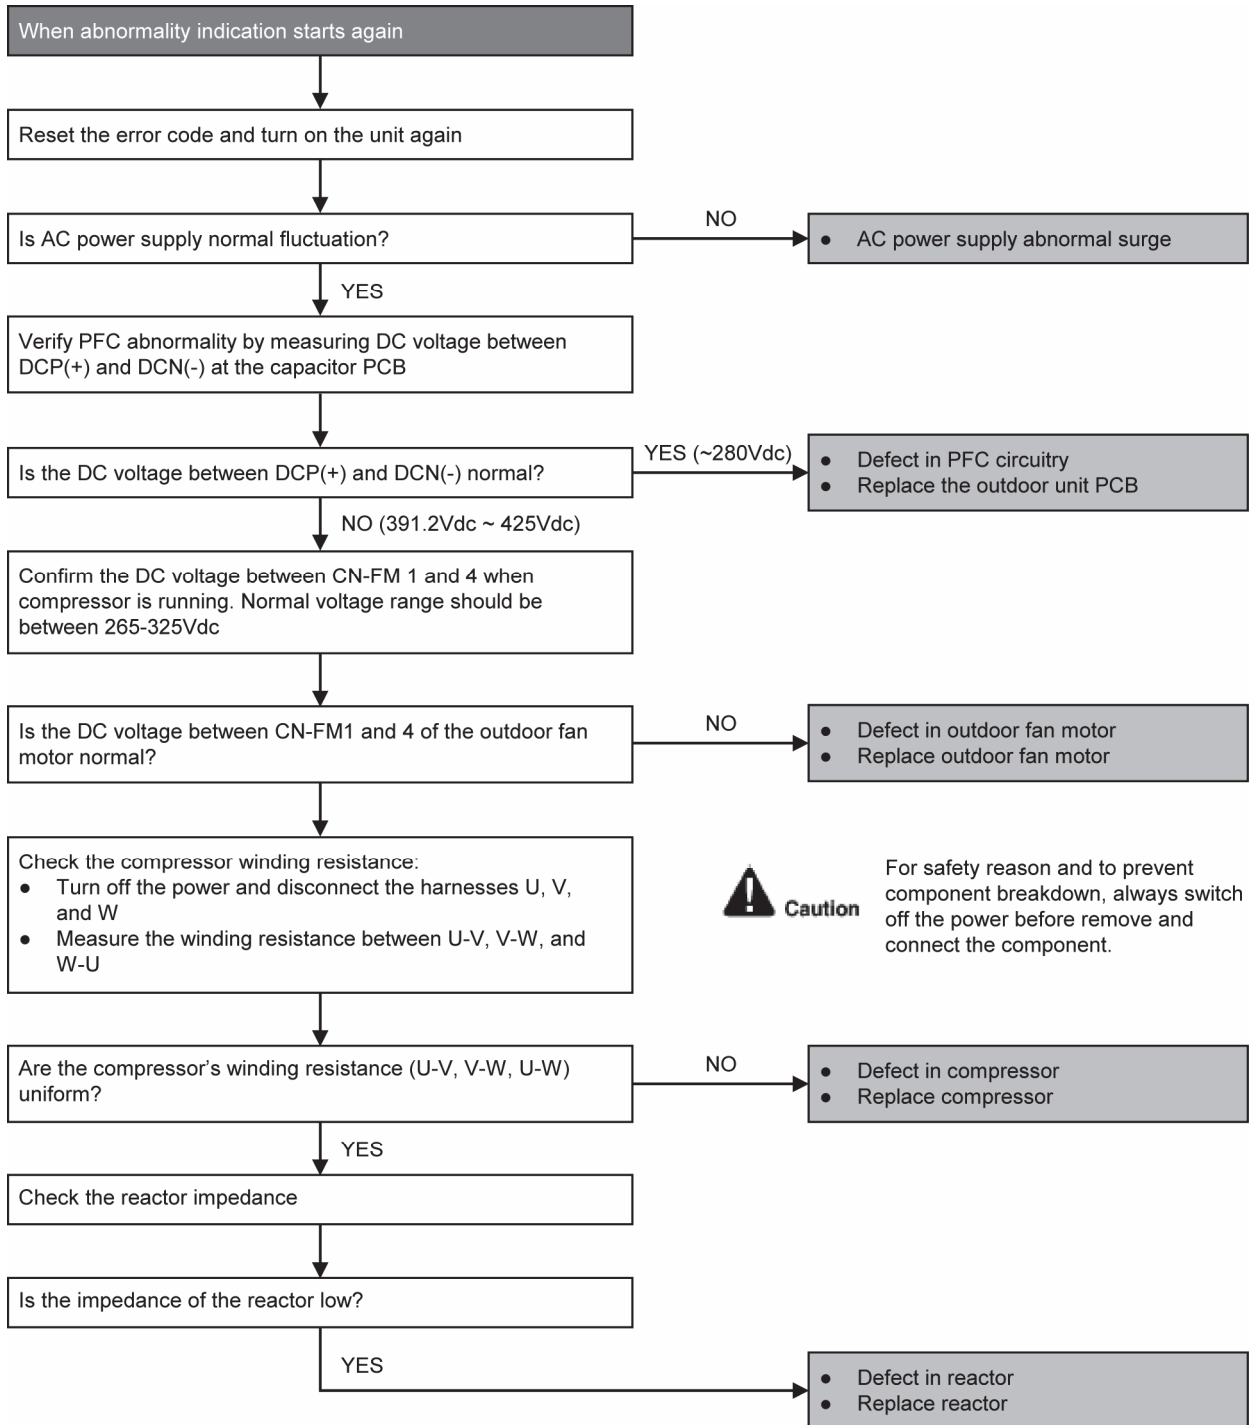 When abnormality indication starts again
Reset the error code and turn on the unit again
Is AC power supply normal fluctuation?
NO
● AC power supply abnormal surge
YES
Verify PFC abnormality by measuring DC voltage between
DCP(+) and DCN(-) at the capacitor PCB
Is the DC voltage between DCP(+) and DCN(-) normal?
YES (~280Vdc)
● Defect in PFC circuitry
● Replace the outdoor unit PCB
NO (391.2Vdc ~ 425Vdc)
Confirm the DC voltage between CN-FM 1 and 4 when
compressor is running. Normal voltage range should be
between 265-325Vdc
Is the DC voltage between CN-FM1 and 4 of the outdoor fan
motor normal?
NO
● Defect in outdoor fan motor
● Replace outdoor fan motor
Check the compressor winding resistance:
● Turn off the power and disconnect the harnesses U, V,
and W
● Measure the winding resistance between U-V, V-W, and
W-U
Caution
For safety reason and to prevent
component breakdown, always switch
off the power before remove and
connect the component.
Are the compressor's winding resistance (U-V, V-W, U-W)
uniform?
NO
● Defect in compressor
● Replace compressor
YES
Check the reactor impedance
Is the impedance of the reactor low?
YES
● Defect in reactor
● Replace reactor